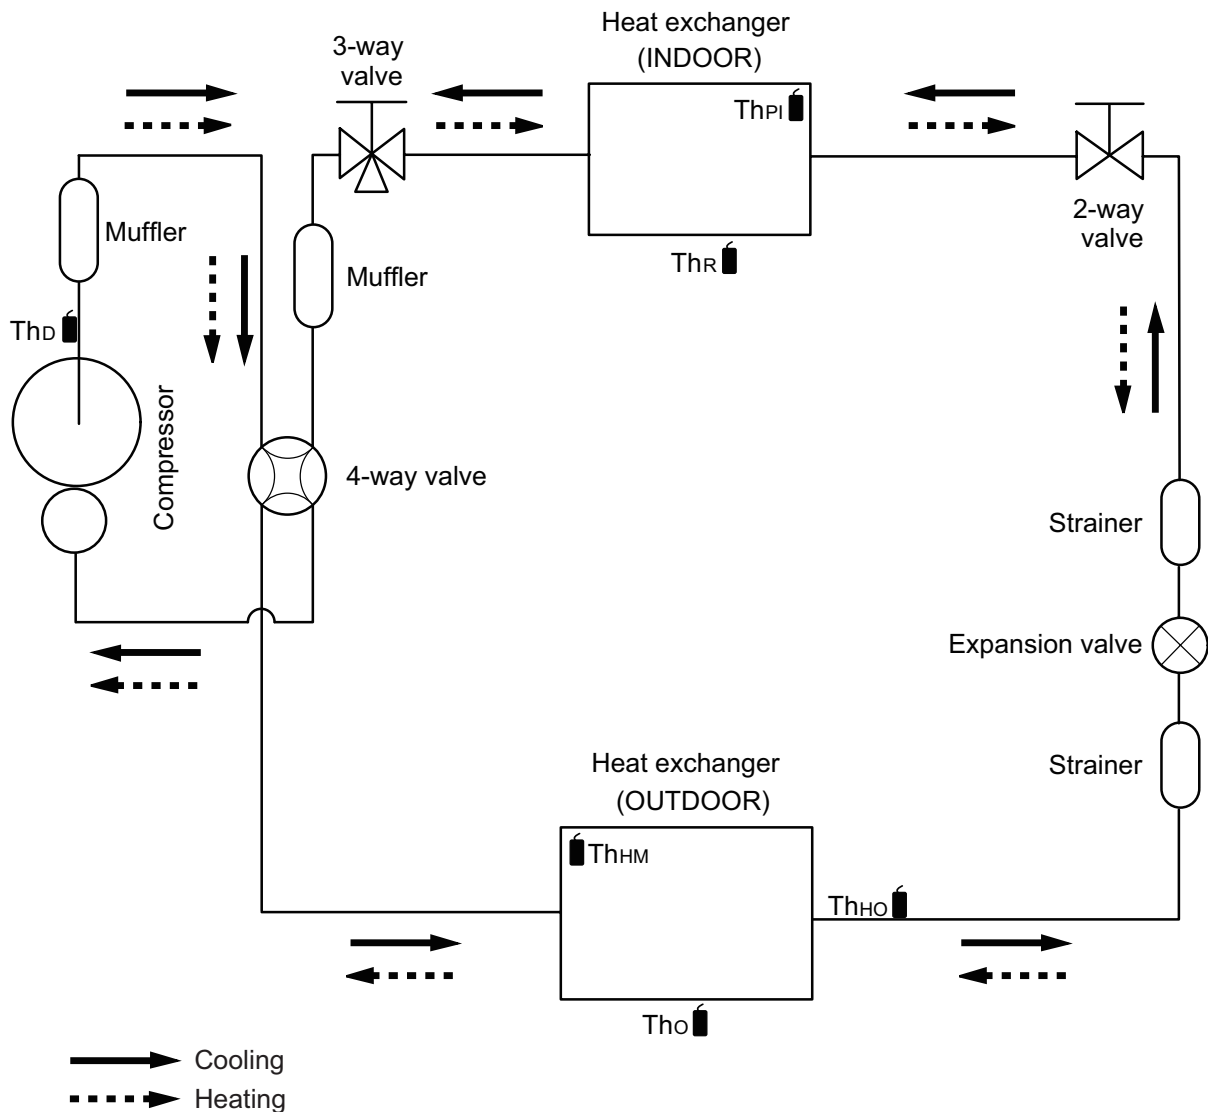 Heat exchanger
(INDOOR)
3-way
valve
ThPI
Muffler
2-way
valve
ThR
Muffler
ThD
Compressor
4-way valve
Strainer
Expansion valve
Strainer
Heat exchanger
(OUTDOOR)
ThHM
ThHO
ThO
Cooling
Heating